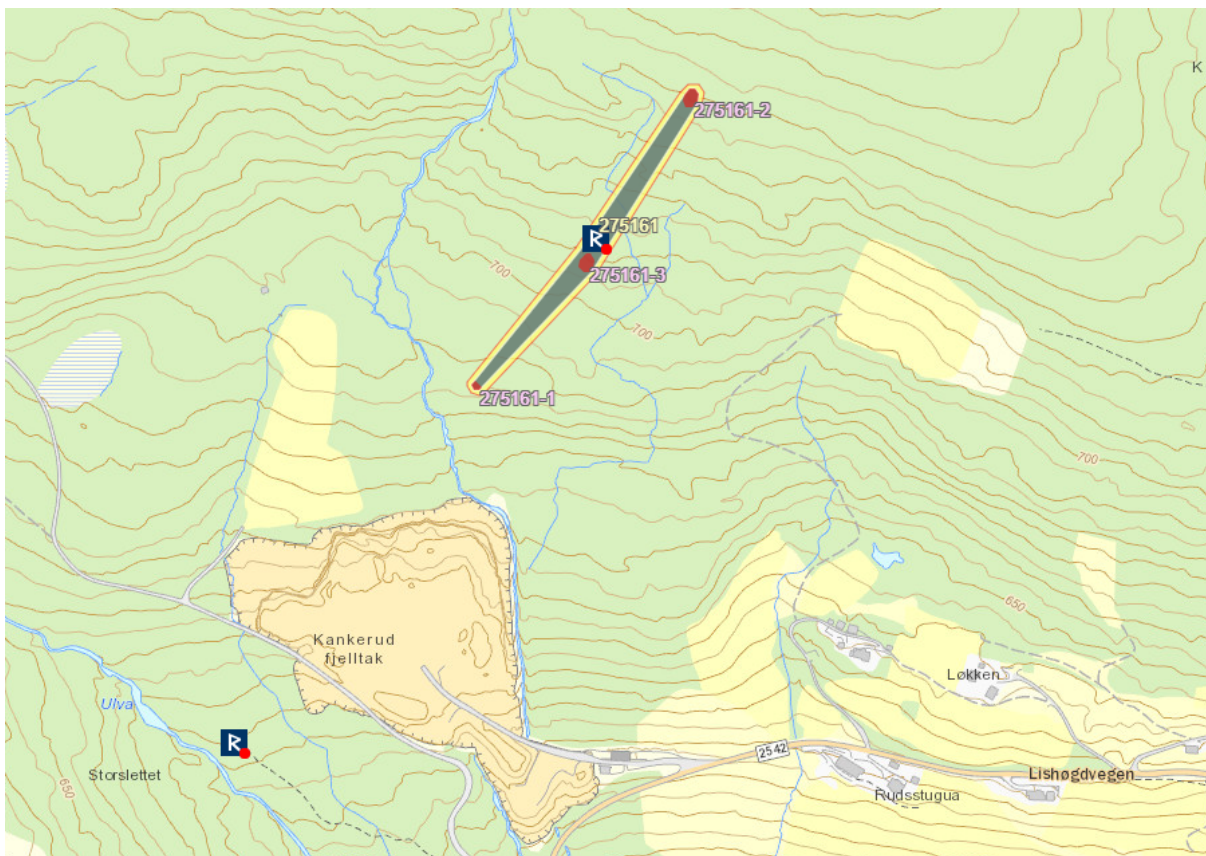 K
275161-2
275161
275161-3
700
700
275161-1
700
650
Kankerud
fjelltak
Løkken
Ulva
2542
Storslettet
650
Lishøgdvegen
Rudsstugua